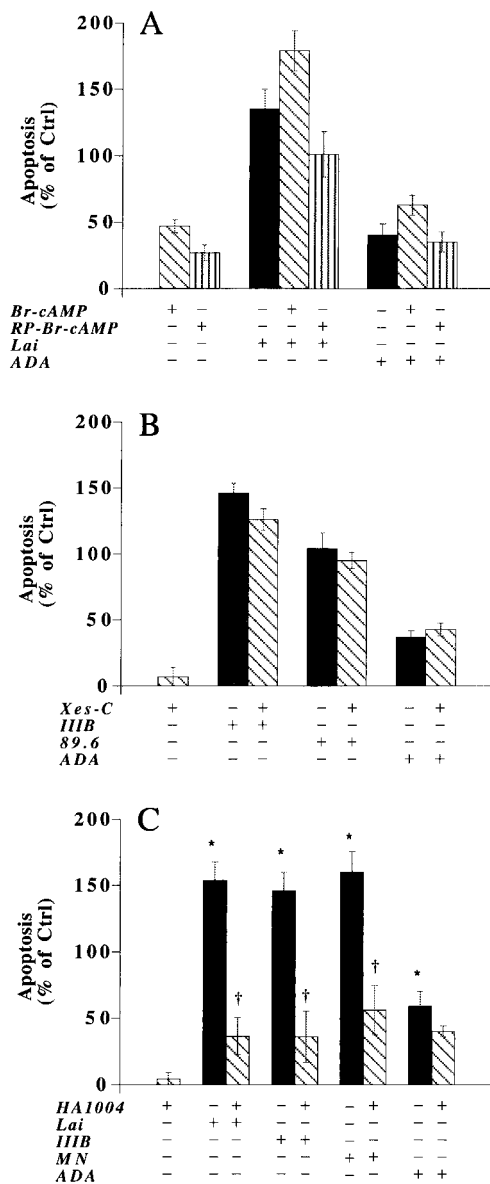 A
200
150
100
50
0
Apoptosis
(% of Ctrl)
Br-cAMP + − − + − − + −
RP-Br-cAMP − + − − + − − +
Lai − − + + + − − −
ADA − − − − − + + +
B
200
150
100
50
0
Apoptosis
(% of Ctrl)
Xes-C + − + − + − +
IIIB − + + − − − −
89.6 − − − + + − −
ADA − − − − − + +
C
200
150
100
50
0
Apoptosis
(% of Ctrl)
* * * *
† † †
HA1004 + − + − + − + − +
Lai − + + − − − − − −
IIIB − − − + + − − − −
MN − − − − − + + − −
ADA − − − − − − − + +